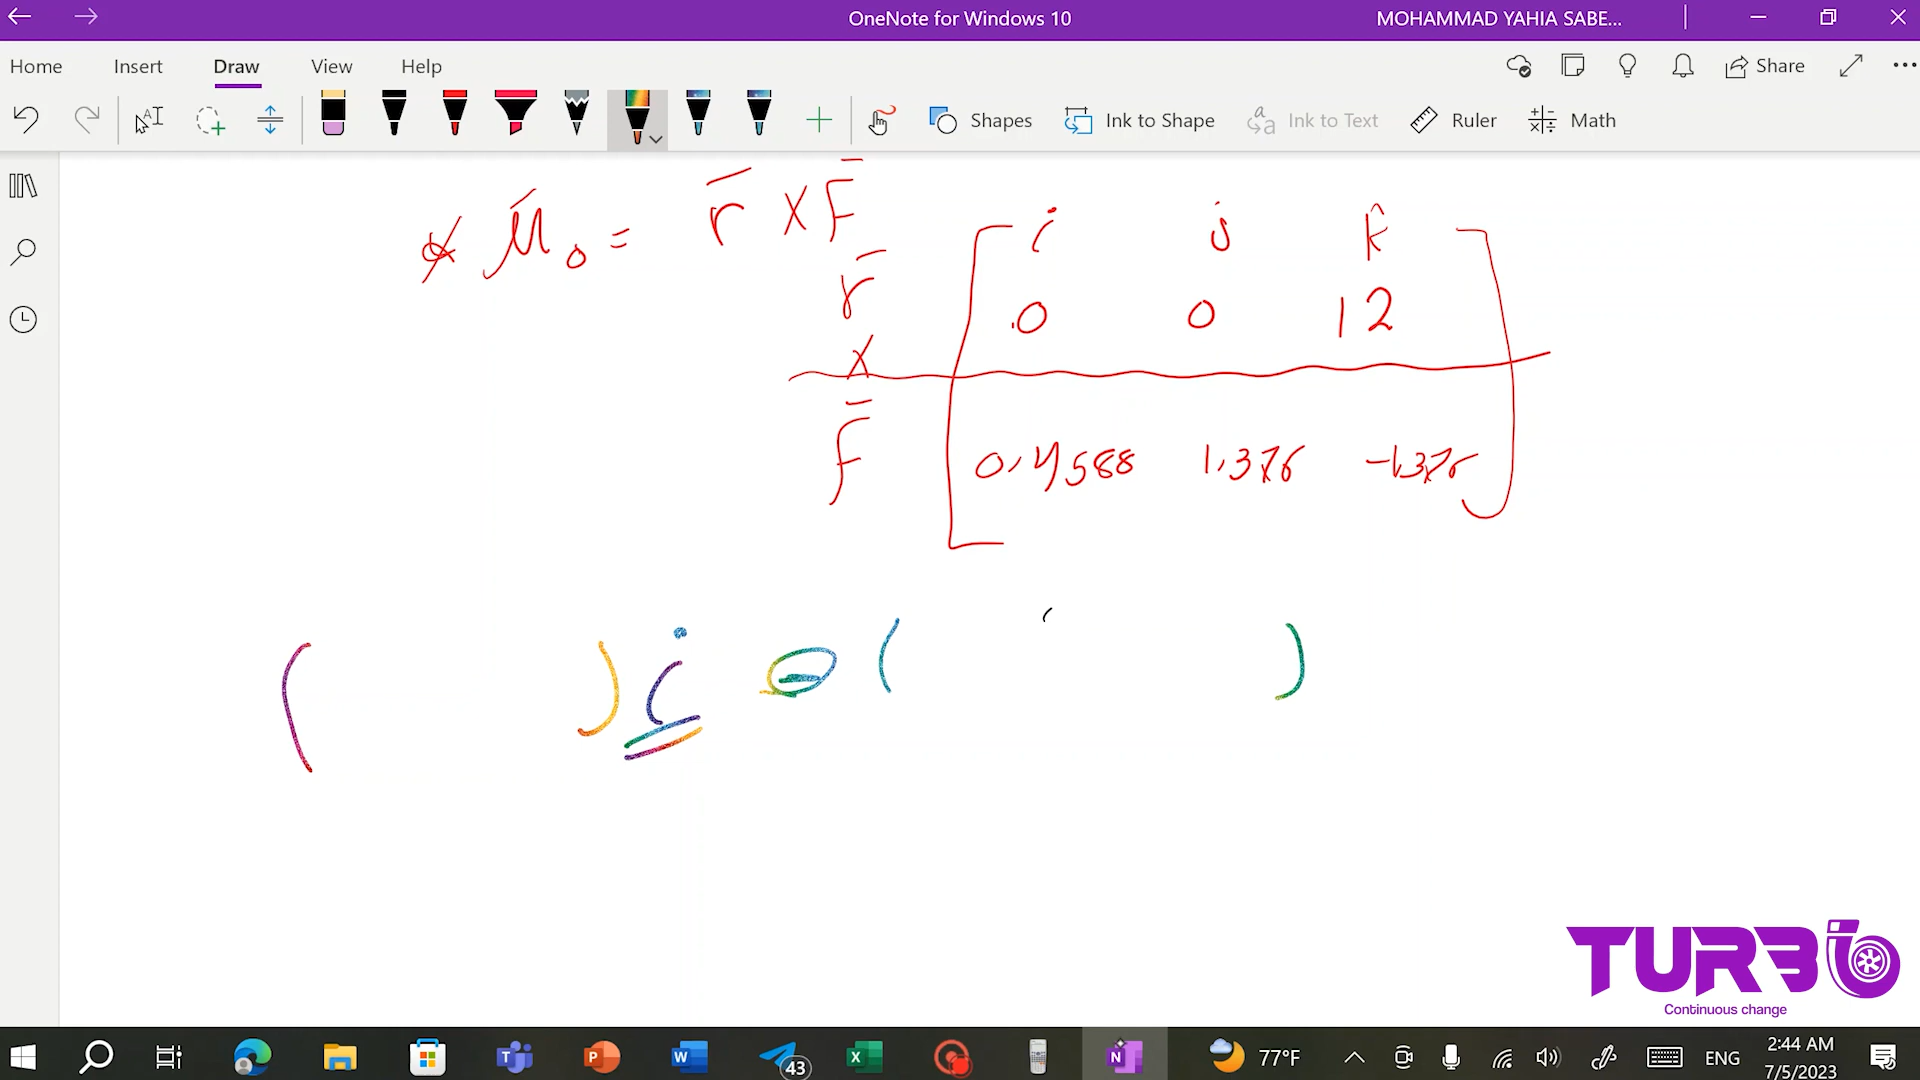 OneNote for Windows 10 MOHAMMAD YAHIA SABE...
Home Insert Draw View Help Share
Shapes Ink to Shape Ink to Text Ruler Math
M̄₀ = r̄ × F̄
i j k̂
r̄ 0 0 12
×
F̄ 0.4588 1.376 -1.376
( ) i ⊖ ( )
TURBO
Continuous change
43 77°F ENG 2:44 AM
7/5/2023